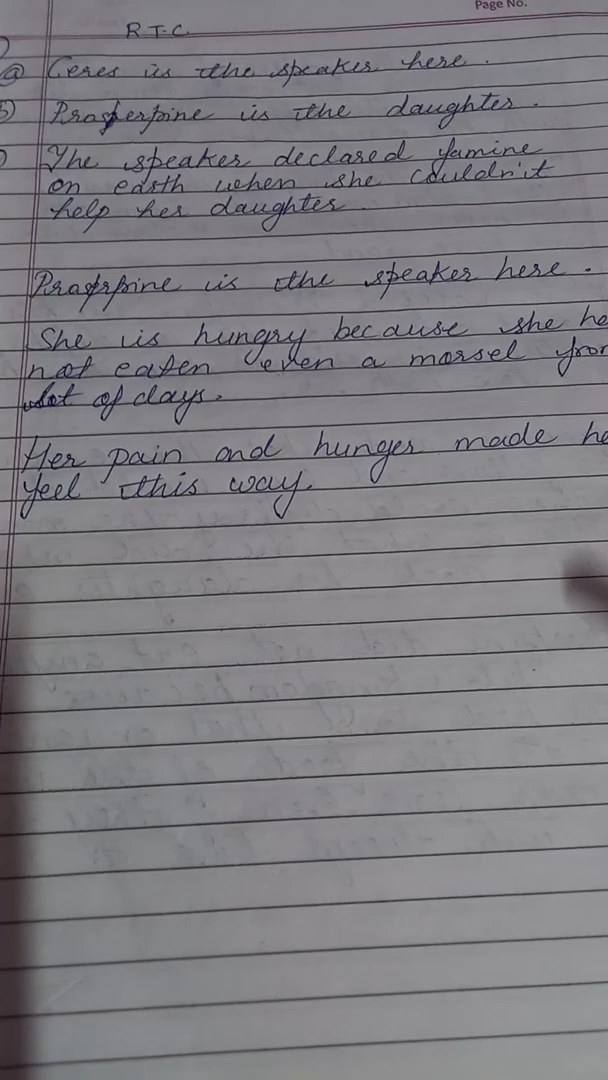 Page No.
R.T.C.
a) Ceres is the speaker here.
b) Prosperpine is the daughter.
The speaker declared famine
on earth when she couldn't
help her daughter
Proserpine is the speaker here.
She is hungry because she ha
not eaten even a morsel from
lot of days.
Her pain and hunger made he
feel this way.